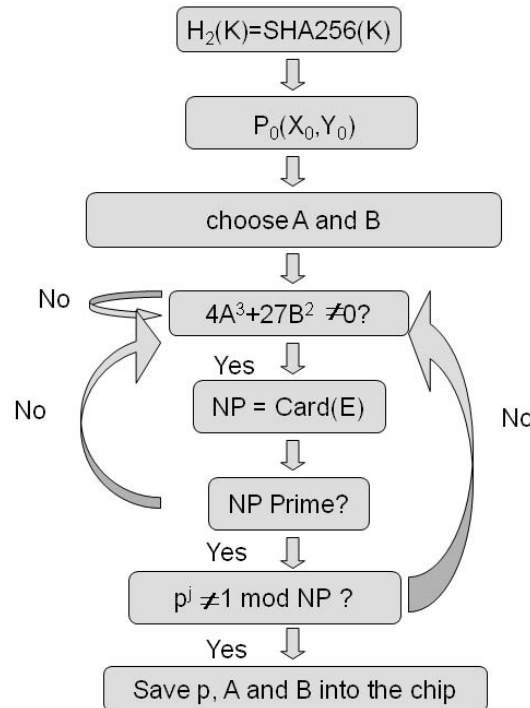 H₂(K)=SHA256(K)
P₀(X₀,Y₀)
choose A and B
No
4A³+27B² ≠0?
Yes
No
NP = Card(E)
No
NP Prime?
Yes
pʲ ≠1 mod NP ?
Yes
Save p, A and B into the chip